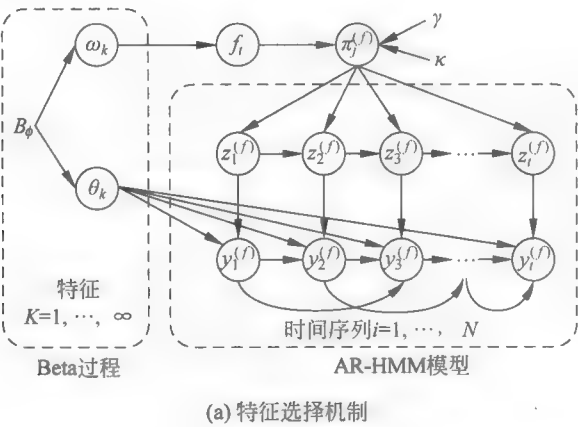 ω_k
f_t
π_j^{(f)}
γ
κ
B_ϕ
θ_k
z_1^{(f)} z_2^{(f)} z_3^{(f)} … z_t^{(f)}
y_1^{(f)} y_2^{(f)} y_3^{(f)} … y_t^{(f)}
特征
K=1, …, ∞
时间序列i=1, …, N
Beta过程
AR-HMM模型
(a) 特征选择机制